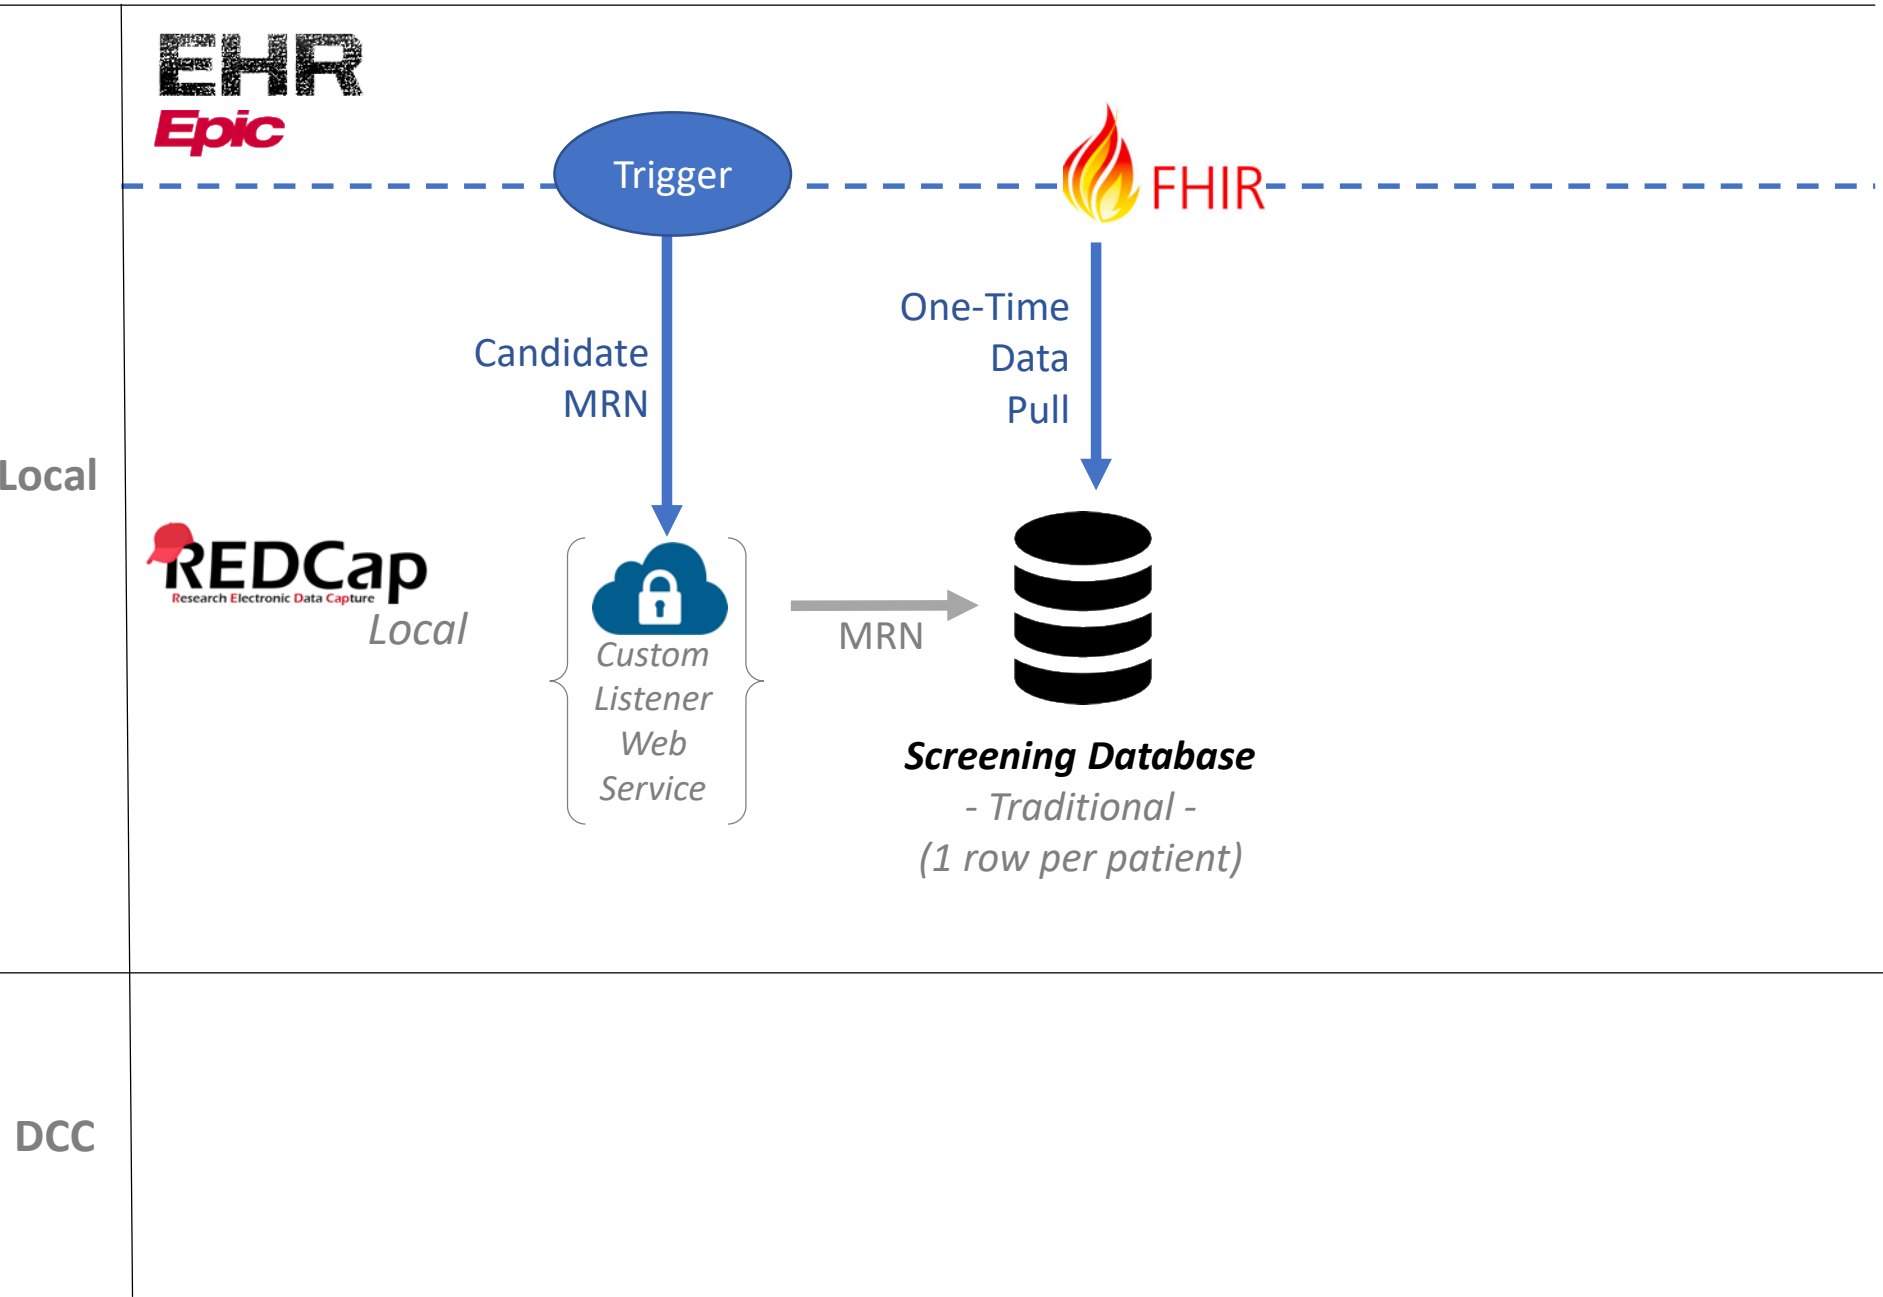 EHR
Epic
Trigger
FHIR
One-Time
Data
Pull
Candidate
MRN
Local
REDCap
Research Electronic Data Capture
Local
MRN
Custom
Listener
Web
Service
Screening Database
- Traditional -
(1 row per patient)
DCC